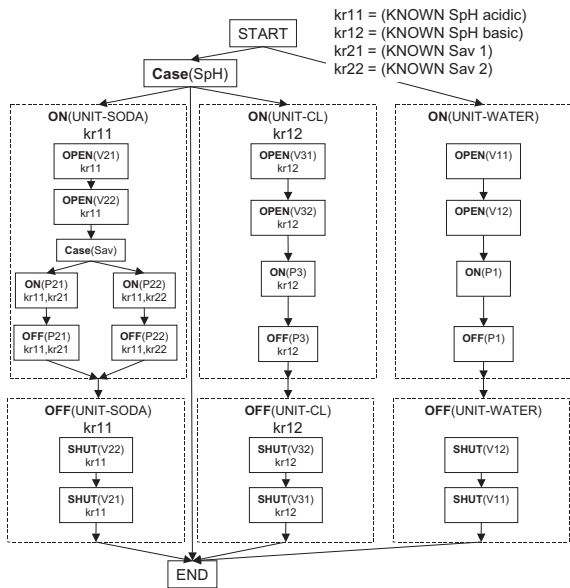 START
kr11 = (KNOWN SpH acidic)
kr12 = (KNOWN SpH basic)
kr21 = (KNOWN Sav 1)
kr22 = (KNOWN Sav 2)
Case(SpH)
ON(UNIT-SODA)
kr11
OPEN(V21)
kr11
OPEN(V22)
kr11
Case(Sav)
ON(P21)
kr11,kr21
ON(P22)
kr11,kr22
OFF(P21)
kr11,kr21
OFF(P22)
kr11,kr22
ON(UNIT-CL)
kr12
OPEN(V31)
kr12
OPEN(V32)
kr12
ON(P3)
kr12
OFF(P3)
kr12
ON(UNIT-WATER)
OPEN(V11)
OPEN(V12)
ON(P1)
OFF(P1)
OFF(UNIT-SODA)
kr11
SHUT(V22)
kr11
SHUT(V21)
kr11
OFF(UNIT-CL)
kr12
SHUT(V32)
kr12
SHUT(V31)
kr12
OFF(UNIT-WATER)
SHUT(V12)
SHUT(V11)
END